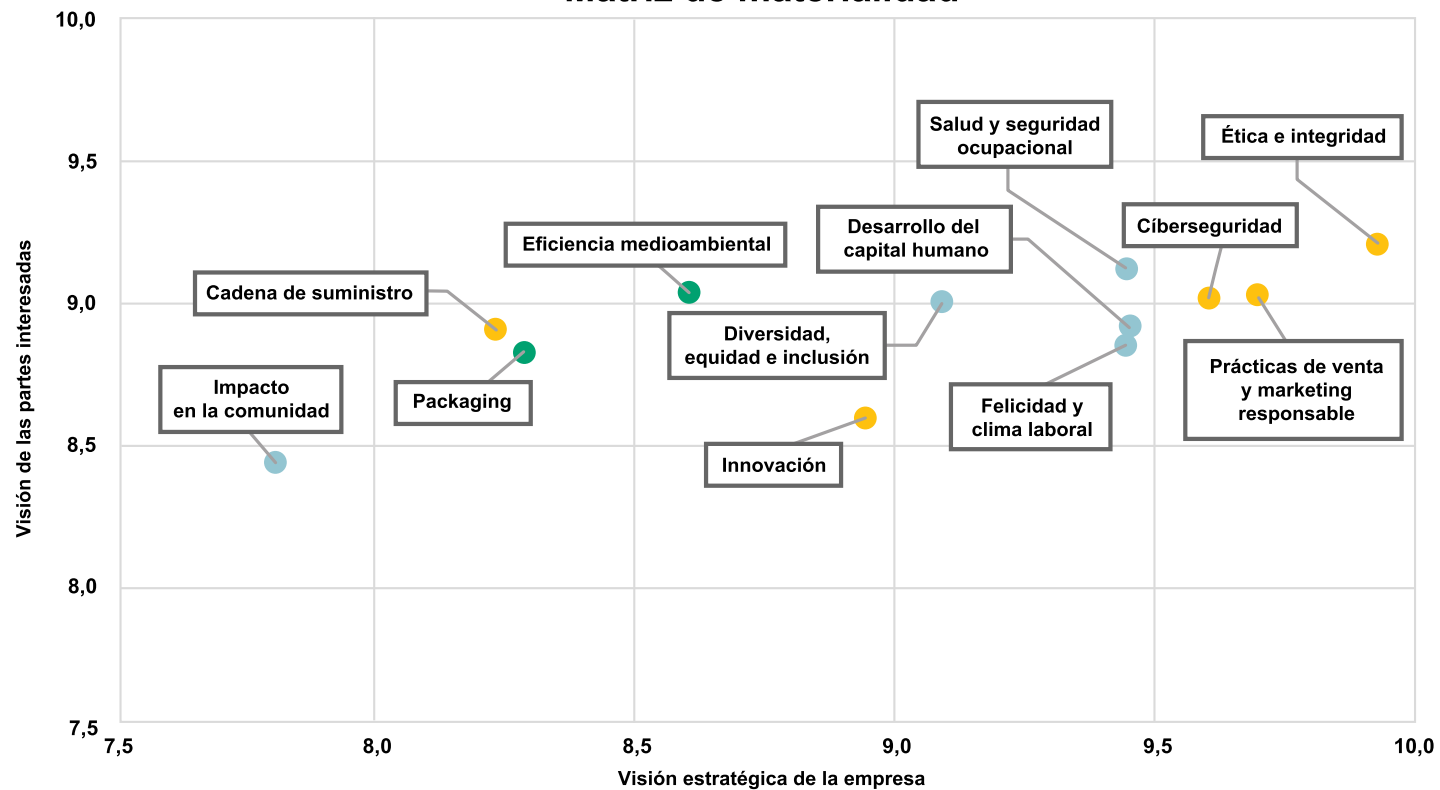 Matriz de materialidad
10,0
9,5
9,0
8,5
8,0
7,5
Visión de las partes interesadas
Salud y seguridad
ocupacional
Ética e integridad
Cíberseguridad
Desarrollo del
capital humano
Eficiencia medioambiental
Cadena de suministro
Diversidad,
equidad e inclusión
Prácticas de venta
y marketing
responsable
Impacto
en la comunidad
Packaging
Felicidad y
clima laboral
Innovación
7,5
8,0
8,5
9,0
9,5
10,0
Visión estratégica de la empresa